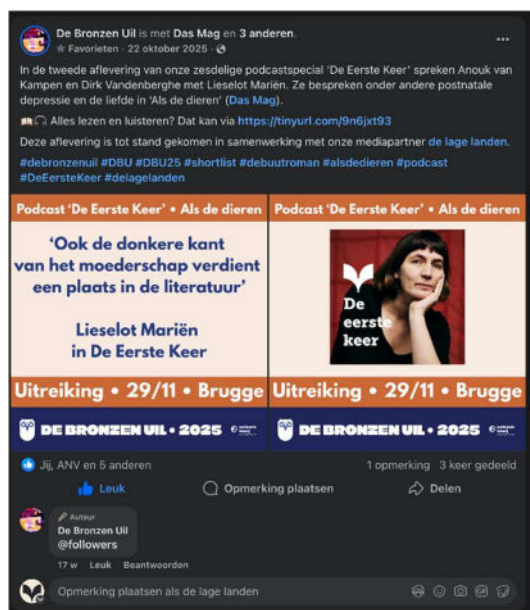 De Bronzen Uil is met Das Mag en 3 anderen.
Favorieten · 22 oktober 2025 ·
In de tweede aflevering van onze zesdelige podcastspecial 'De Eerste Keer' spreken Anouk van
Kampen en Dirk Vandenberghe met Lieselot Mariën. Ze bespreken onder andere postnatale
depressie en de liefde in 'Als de dieren' (Das Mag).
Alles lezen en luisteren? Dat kan via https://tinyurl.com/9n6jxt93
Deze aflevering is tot stand gekomen in samenwerking met onze mediapartner de lage landen.
#debronzenuil #DBU #DBU25 #shortlist #debuutroman #alsdedieren #podcast
#DeEersteKeer #delagelanden
Podcast 'De Eerste Keer' • Als de dieren
'Ook de donkere kant
van het moederschap verdient
een plaats in de literatuur'
Lieselot Mariën
in De Eerste Keer
Uitreiking • 29/11 • Brugge
DE BRONZEN UIL • 2025
Podcast 'De Eerste Keer' • Als de dieren
De
eerste
keer
Uitreiking • 29/11 • Brugge
DE BRONZEN UIL • 2025
Jij, ANV en 5 anderen
1 opmerking 3 keer gedeeld
Leuk
Opmerking plaatsen
Delen
Auteur
De Bronzen Uil
@followers
17 w Leuk Beantwoorden
Opmerking plaatsen als de lage landen